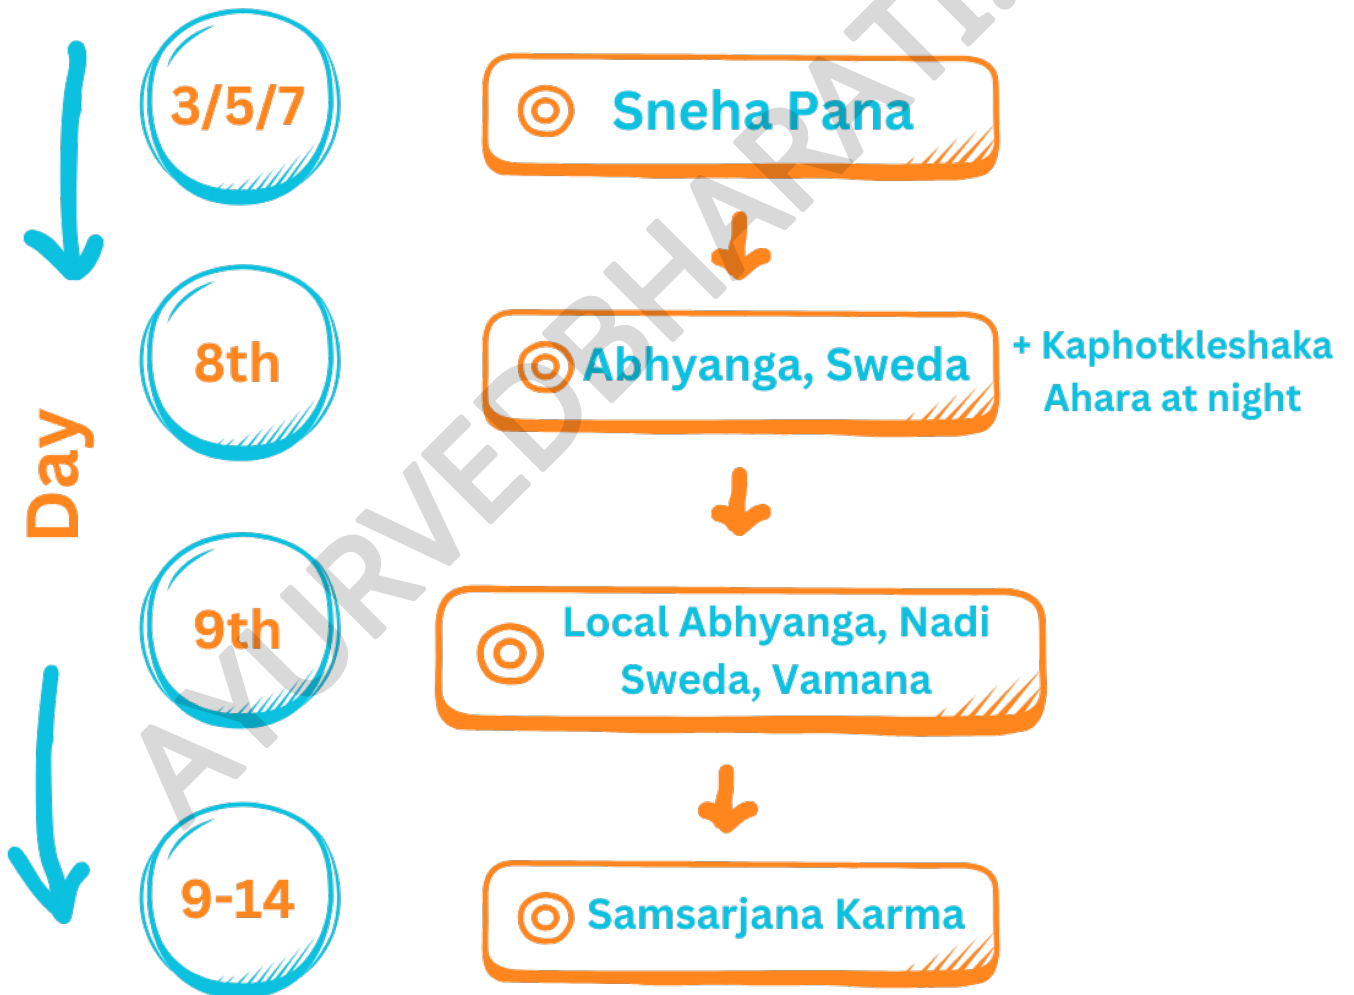 3/5/7
Sneha Pana
8th
Abhyanga, Sweda
+ Kaphotkleshaka
Ahara at night
Day
9th
Local Abhyanga, Nadi
Sweda, Vamana
9-14
Samsarjana Karma
AYURVEDBHARATI